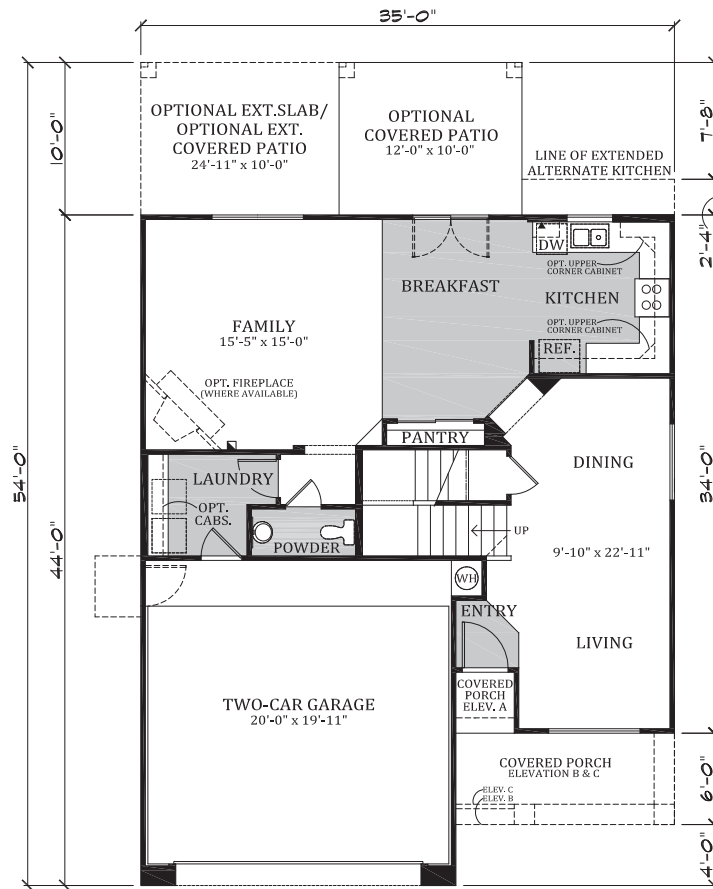 35'-0"
OPTIONAL EXT.SLAB/
OPTIONAL EXT.
COVERED PATIO
24'-11" x 10'-0"
OPTIONAL
COVERED PATIO
12'-0" x 10'-0"
LINE OF EXTENDED
ALTERNATE KITCHEN
10'-0"
7'-8"
2'-4"
DW
OPT. UPPER
CORNER CABINET
BREAKFAST
KITCHEN
OPT. UPPER
CORNER CABINET
REF.
FAMILY
15'-5" x 15'-0"
OPT. FIREPLACE
(WHERE AVAILABLE)
PANTRY
DINING
LAUNDRY
OPT.
CABS.
POWDER
UP
9'-10" x 22'-11"
54'-0"
44'-0"
34'-0"
WH
ENTRY
LIVING
COVERED
PORCH
ELEV. A
TWO-CAR GARAGE
20'-0" x 19'-11"
COVERED PORCH
ELEVATION B & C
ELEV. C
ELEV. B
6'-0"
4'-0"